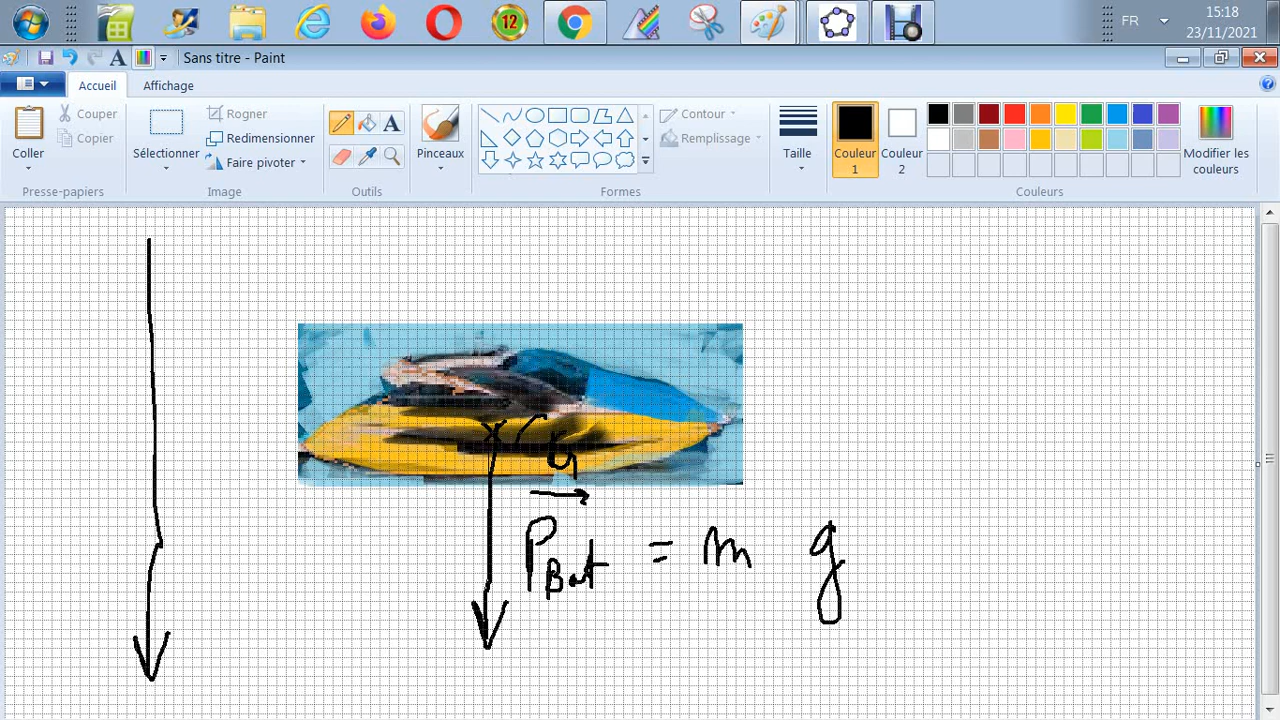 12
FR
15:18
23/11/2021
Sans titre - Paint
Accueil
Affichage
Coller
Couper
Copier
Presse-papiers
Sélectionner
Rogner
Redimensionner
Faire pivoter
Image
A
Outils
Pinceaux
Contour
Remplissage
Formes
Taille
Couleur
1
Couleur
2
Modifier les
couleurs
Couleurs
G
P Bat = m g